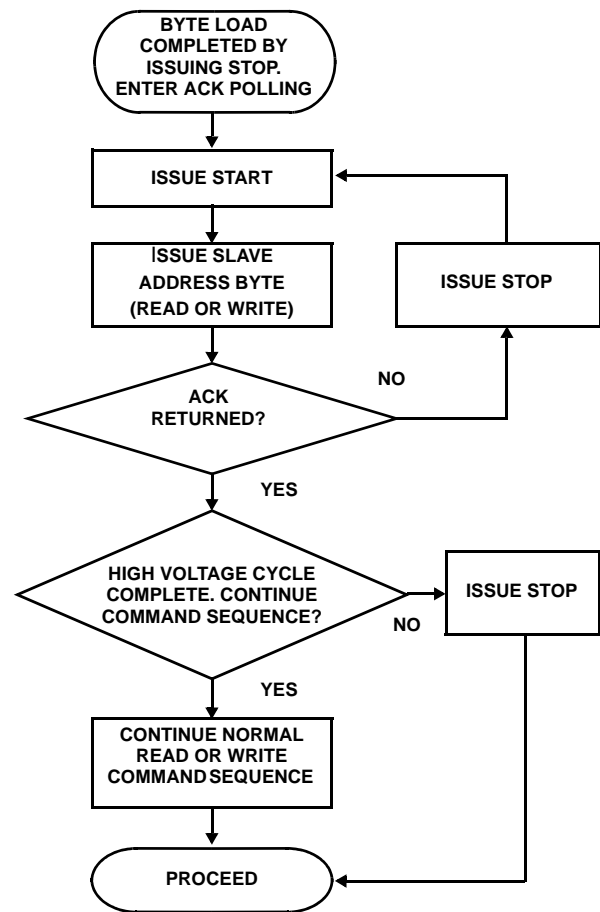 BYTE LOAD
COMPLETED BY
ISSUING STOP.
ENTER ACK POLLING
ISSUE START
ISSUE SLAVE
ADDRESS BYTE
(READ OR WRITE)
ISSUE STOP
NO
ACK
RETURNED?
YES
HIGH VOLTAGE CYCLE
COMPLETE. CONTINUE
COMMAND SEQUENCE?
ISSUE STOP
NO
YES
CONTINUE NORMAL
READ OR WRITE
COMMAND SEQUENCE
PROCEED